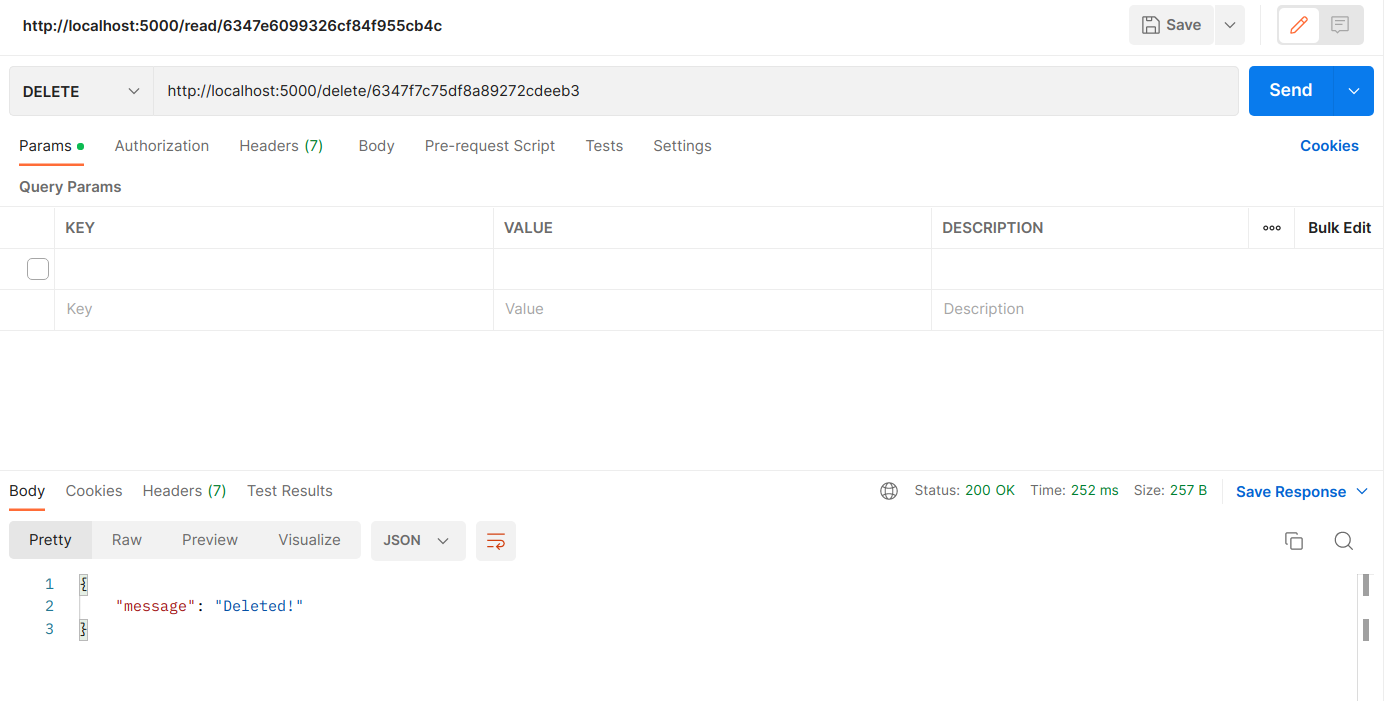 http://localhost:5000/read/6347e6099326cf84f955cb4c Save
DELETE http://localhost:5000/delete/6347f7c75df8a89272cdeeb3 Send
Params Authorization Headers (7) Body Pre-request Script Tests Settings Cookies
Query Params
KEY VALUE DESCRIPTION Bulk Edit
Key Value Description
Body Cookies Headers (7) Test Results Status: 200 OK Time: 252 ms Size: 257 B Save Response
Pretty Raw Preview Visualize JSON
1 {
2 "message": "Deleted!"
3 }